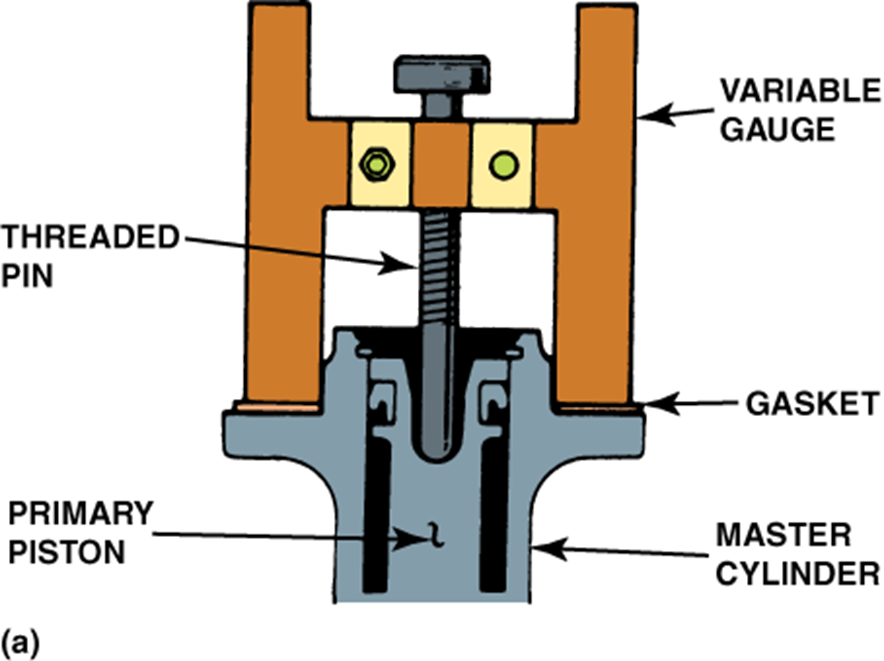 VARIABLE
GAUGE
THREADED
PIN
GASKET
PRIMARY
PISTON
MASTER
CYLINDER
(a)